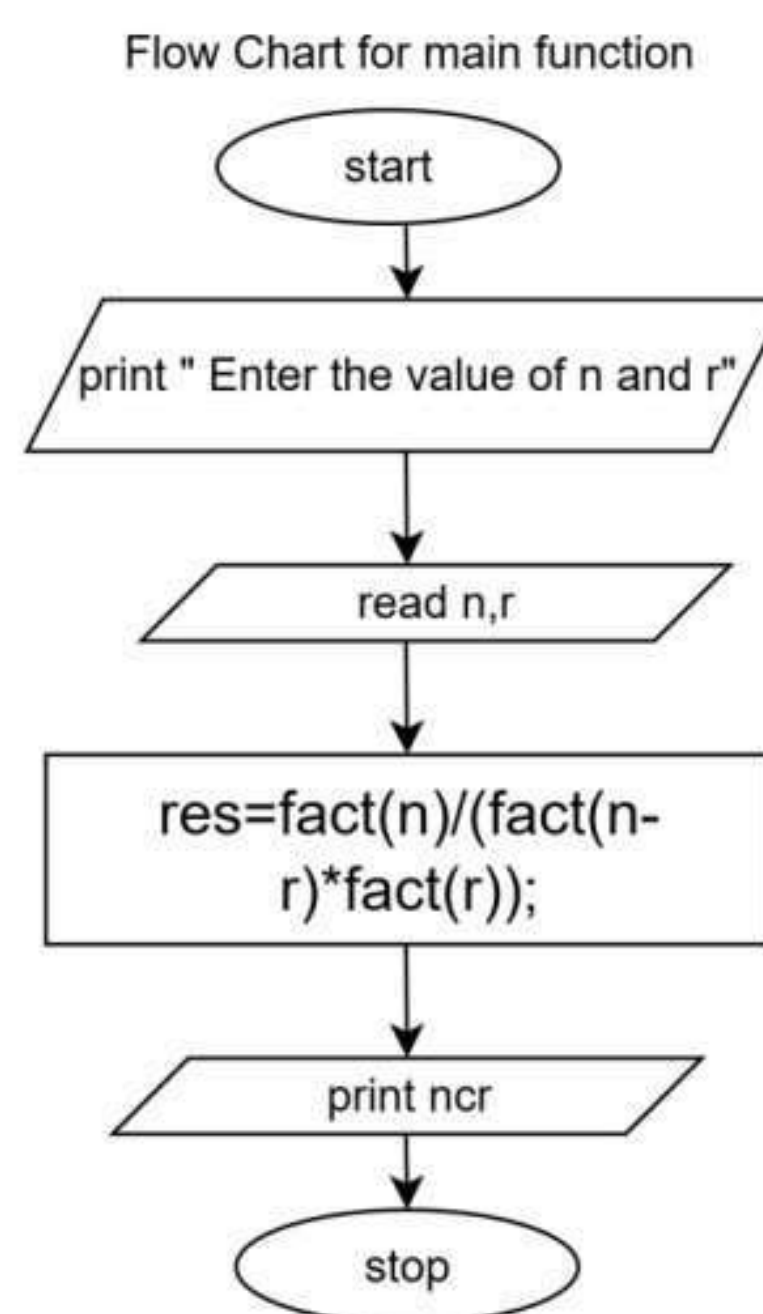 Flow Chart for main function
start
print " Enter the value of n and r"
read n,r
res=fact(n)/(fact(n-
r)*fact(r));
print ncr
stop